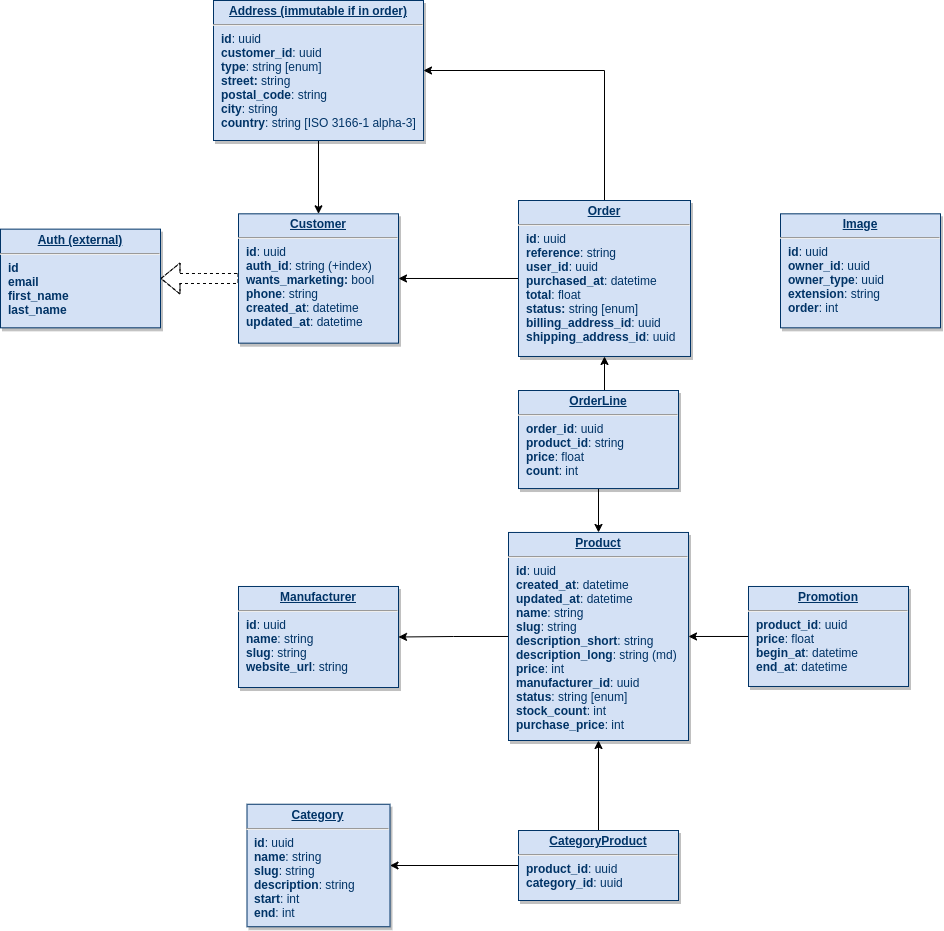 Address (immutable if in order)
id: uuid
customer_id: uuid
type: string [enum]
street: string
postal_code: string
city: string
country: string [ISO 3166-1 alpha-3]
Auth (external)
id
email
first_name
last_name
Customer
id: uuid
auth_id: string (+index)
wants_marketing: bool
phone: string
created_at: datetime
updated_at: datetime
Order
id: uuid
reference: string
user_id: uuid
purchased_at: datetime
total: float
status: string [enum]
billing_address_id: uuid
shipping_address_id: uuid
Image
id: uuid
owner_id: uuid
owner_type: uuid
extension: string
order: int
OrderLine
order_id: uuid
product_id: string
price: float
count: int
Manufacturer
id: uuid
name: string
slug: string
website_url: string
Product
id: uuid
created_at: datetime
updated_at: datetime
name: string
slug: string
description_short: string
description_long: string (md)
price: int
manufacturer_id: uuid
status: string [enum]
stock_count: int
purchase_price: int
Promotion
product_id: uuid
price: float
begin_at: datetime
end_at: datetime
Category
id: uuid
name: string
slug: string
description: string
start: int
end: int
CategoryProduct
product_id: uuid
category_id: uuid